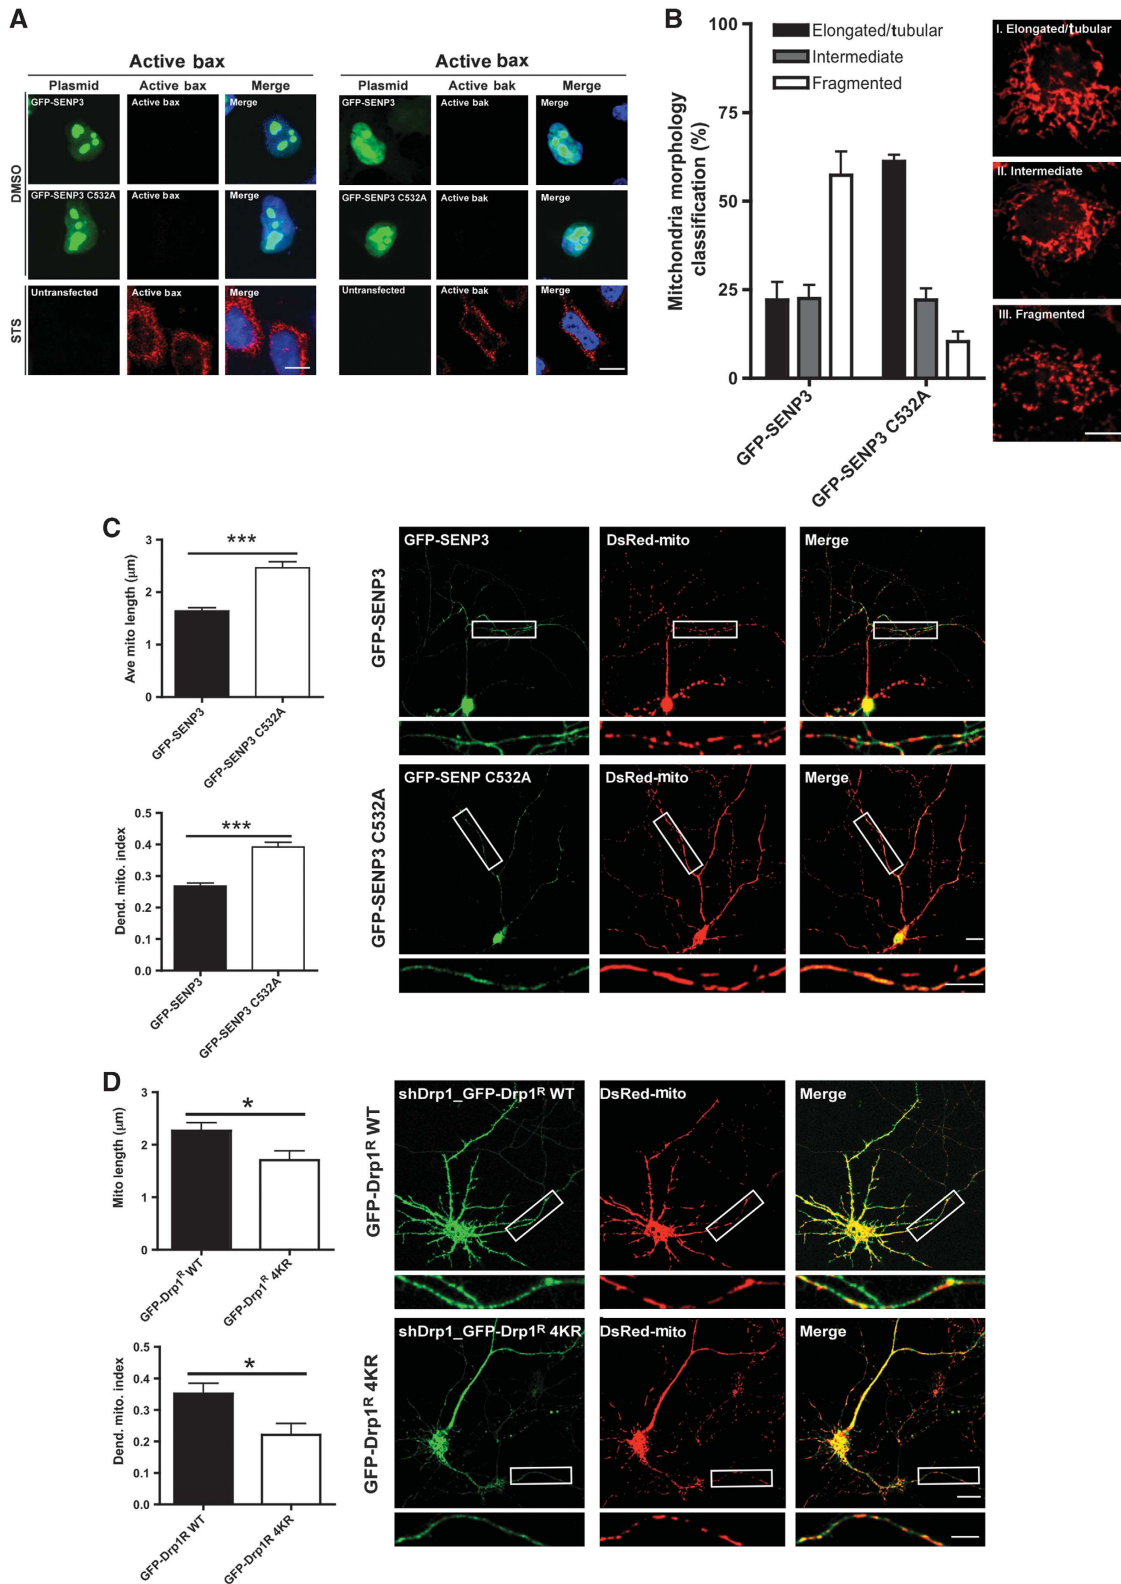 A
Active bax
Active bax
Plasmid Active bax Merge
Plasmid Active bak Merge
DMSO
GFP-SENP3 Active bax Merge
GFP-SENP3 Active bak Merge
GFP-SENP3 C532A Active bax Merge
GFP-SENP3 C532A Active bak Merge
STS
Untransfected Active bax Merge
Untransfected Active bak Merge
B
Mitchondria morphology
classification (%)
100
75
50
25
0
Elongated/tubular
Intermediate
Fragmented
GFP-SENP3
GFP-SENP3 C532A
I. Elongated/tubular
II. Intermediate
III. Fragmented
C
Ave mito length (µm)
3
2
1
0
***
GFP-SENP3
GFP-SENP3 C532A
Dend. mito. index
0.5
0.4
0.3
0.2
0.1
0.0
***
GFP-SENP3
GFP-SENP3 C532A
GFP-SENP3
GFP-SENP3 DsRed-mito Merge
GFP-SENP3 C532A
GFP-SENP C532A DsRed-mito Merge
D
Mito length (µm)
3
2
1
0
*
GFP-Drp1R WT
GFP-Drp1R 4KR
Dend. mito. index
0.5
0.4
0.3
0.2
0.1
0.0
*
GFP-Drp1R WT
GFP-Drp1R 4KR
GFP-Drp1R WT
shDrp1_GFP-Drp1R WT DsRed-mito Merge
GFP-Drp1R 4KR
shDrp1_GFP-Drp1R 4KR DsRed-mito Merge